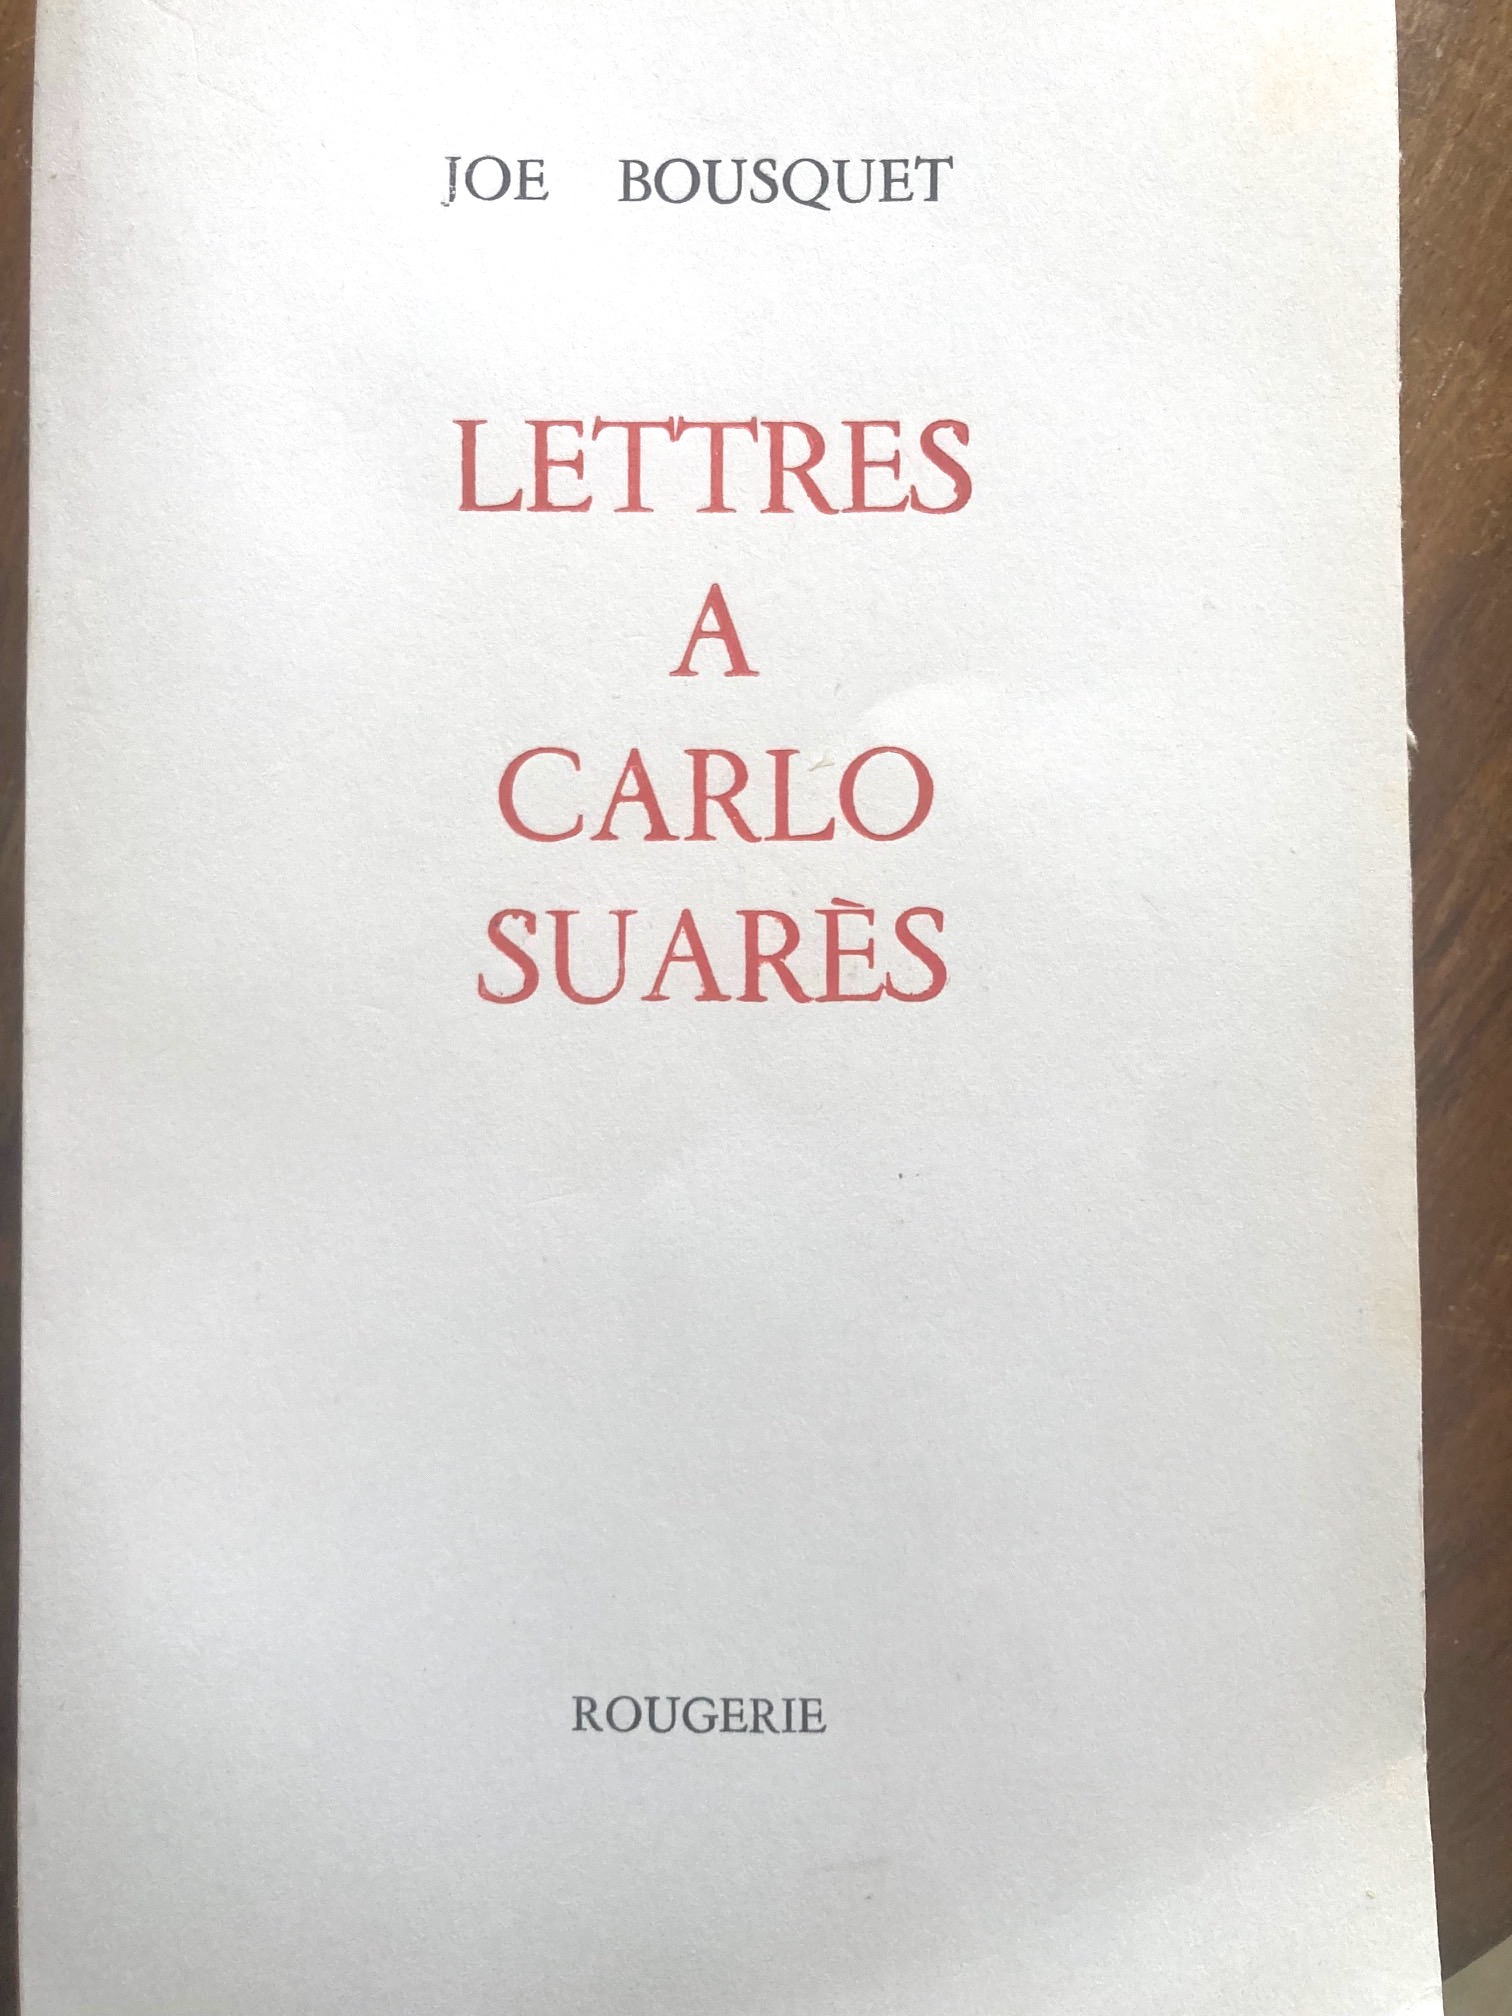 JOE BOUSQUET
LETTRES
A
CARLO
SUARÈS
ROUGERIE